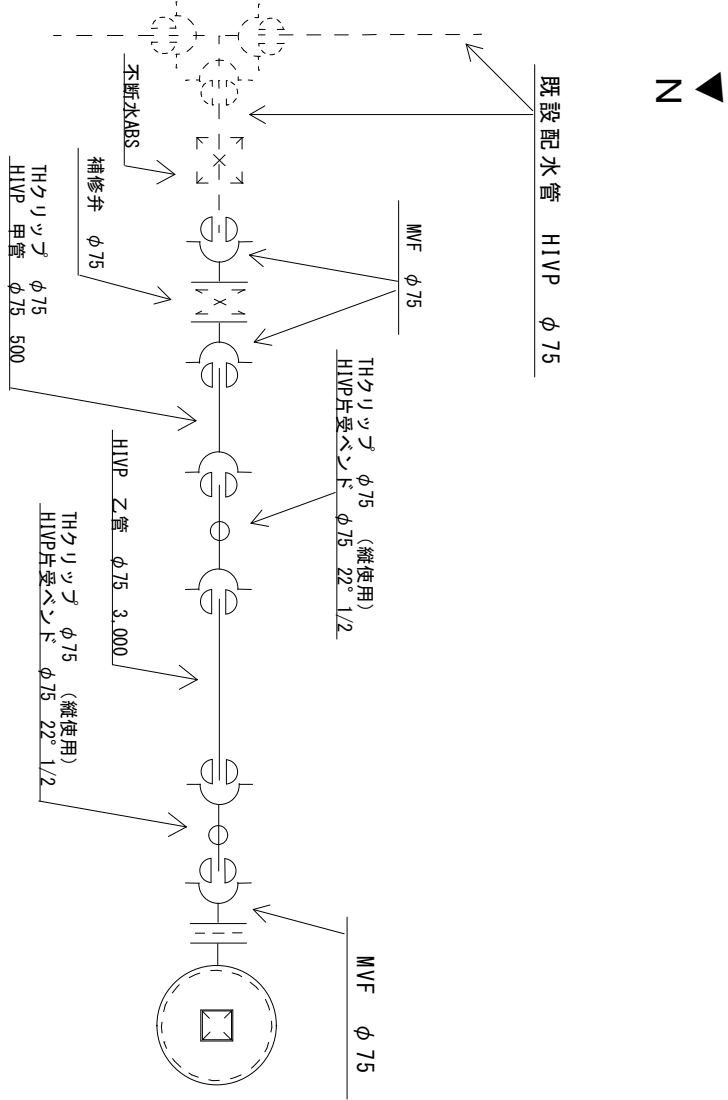 N
既設配水管 HIVP φ75
MVF φ75
THクリップ φ75 (縦使用)
HIVP片受ベンド φ75 22° 1/2
不断水ABS
補修弁 φ75
THクリップ φ75
HIVP 甲管 φ75 500
HIVP 乙管 φ75 3,000
THクリップ φ75 (縦使用)
HIVP片受ベンド φ75 22° 1/2
MVF φ75